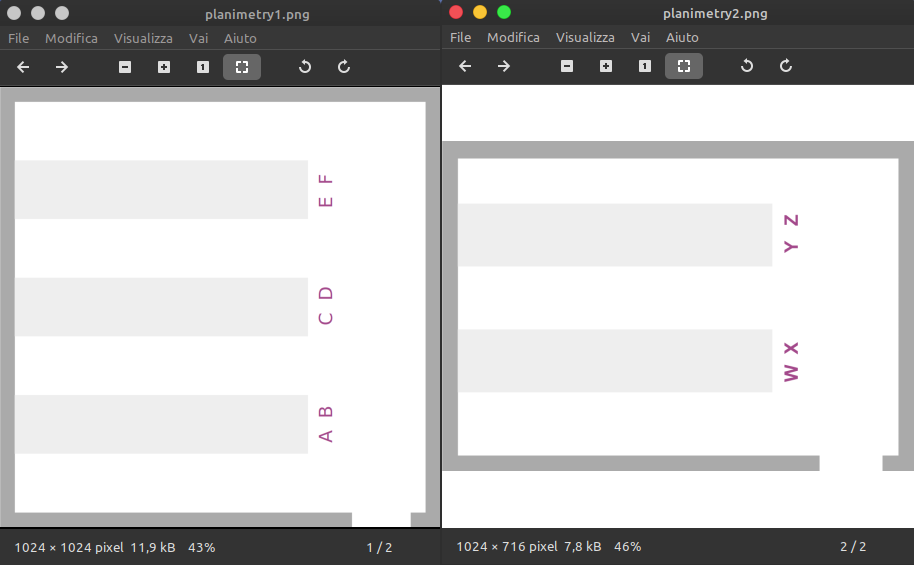 planimetry1.png
File Modifica Visualizza Vai Aiuto
E F
C D
A B
1024 × 1024 pixel 11,9 kB 43%
1 / 2
planimetry2.png
File Modifica Visualizza Vai Aiuto
Y Z
W X
1024 × 716 pixel 7,8 kB 46%
2 / 2